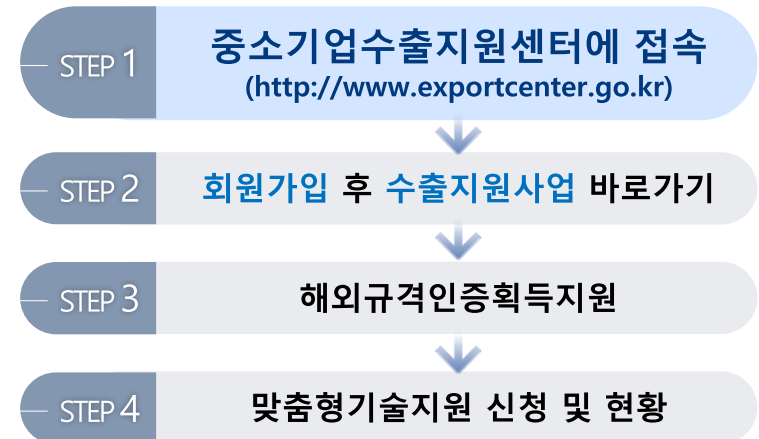 STEP 1
중소기업수출지원센터에 접속
(http://www.exportcenter.go.kr)
STEP 2
회원가입 후 수출지원사업 바로가기
STEP 3
해외규격인증획득지원
STEP 4
맞춤형기술지원 신청 및 현황